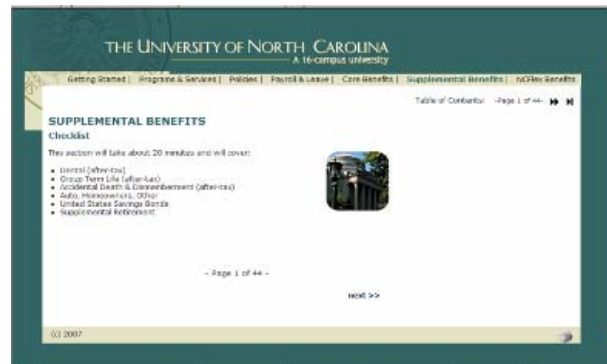 THE UNIVERSITY OF NORTH CAROLINA
A 16-campus university
Getting Started | Programs & Services | Policies | Payroll & Leave | Core Benefits | Supplemental Benefits | NCFlex Benefits
Table of Contents: -Page 1 of 44-
SUPPLEMENTAL BENEFITS
Checklist
This section will take about 20 minutes and will cover:
• Dental (after-tax)
• Group Term Life (after-tax)
• Accidental Death & Dismemberment (after-tax)
• Auto, Homeowners, Other
• United States Savings Bonds
• Supplemental Retirement
- Page 1 of 44 -
next >>
2007